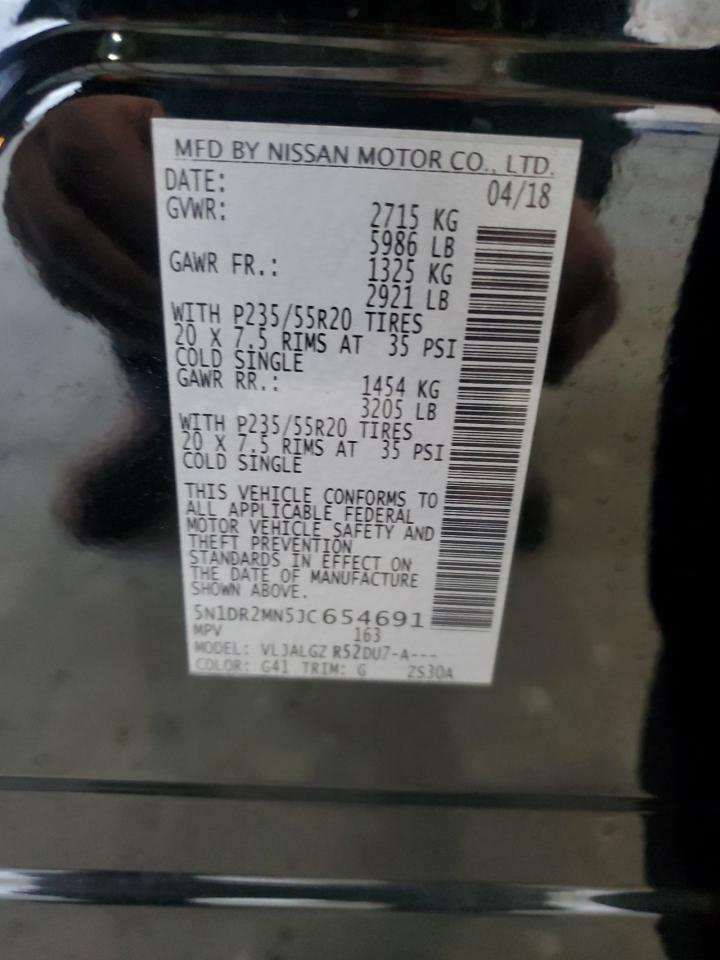 MFD BY NISSAN MOTOR CO., LTD.
DATE: 04/18
GVWR: 2715 KG
5986 LB
GAWR FR.: 1325 KG
2921 LB
WITH P235/55R20 TIRES
20 X 7.5 RIMS AT 35 PSI
COLD SINGLE
GAWR RR.: 1454 KG
3205 LB
WITH P235/55R20 TIRES
20 X 7.5 RIMS AT 35 PSI
COLD SINGLE
THIS VEHICLE CONFORMS TO
ALL APPLICABLE FEDERAL
MOTOR VEHICLE SAFETY AND
THEFT PREVENTION
STANDARDS IN EFFECT ON
THE DATE OF MANUFACTURE
SHOWN ABOVE.
5N1DR2MN5JC654691
MPV 163
MODEL: VLJALGZ R52DU7-A---
COLOR: G41 TRIM: G ZS30A